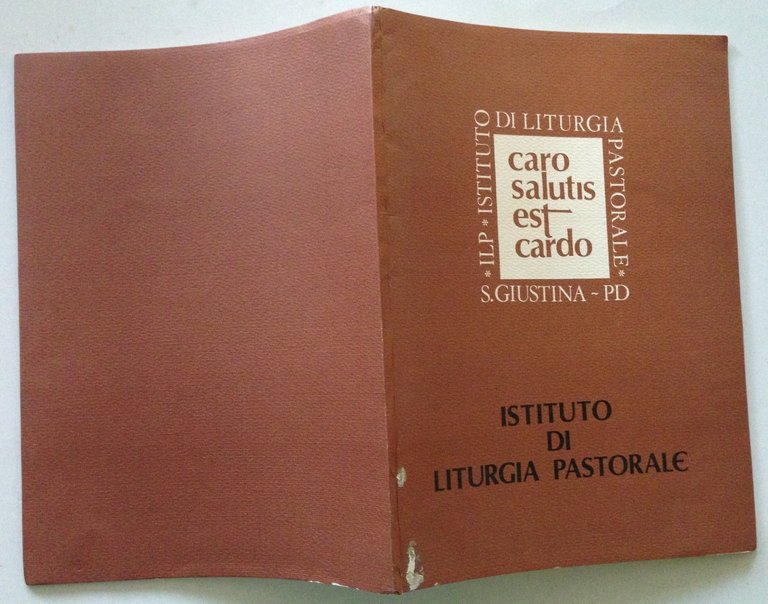 * ILP * ISTITUTO
DI LITURGIA
PASTORALE *
caro
salutis
est
cardo
S. GIUSTINA ~ PD
ISTITUTO
DI
LITURGIA PASTORALE